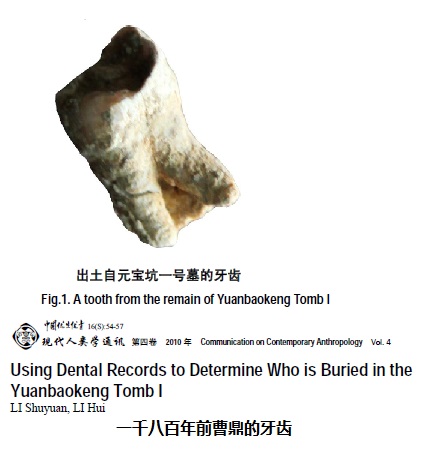 出土自元宝坑一号墓的牙齿
Fig.1. A tooth from the remain of Yuanbaokeng Tomb I
中国优生优育 16(S):54-57
现代人类学通讯 第四卷 2010 年 Communication on Contemporary Anthropology Vol. 4
Using Dental Records to Determine Who is Buried in the
Yuanbaokeng Tomb I
LI Shuyuan, LI Hui
一千八百年前曹鼎的牙齿